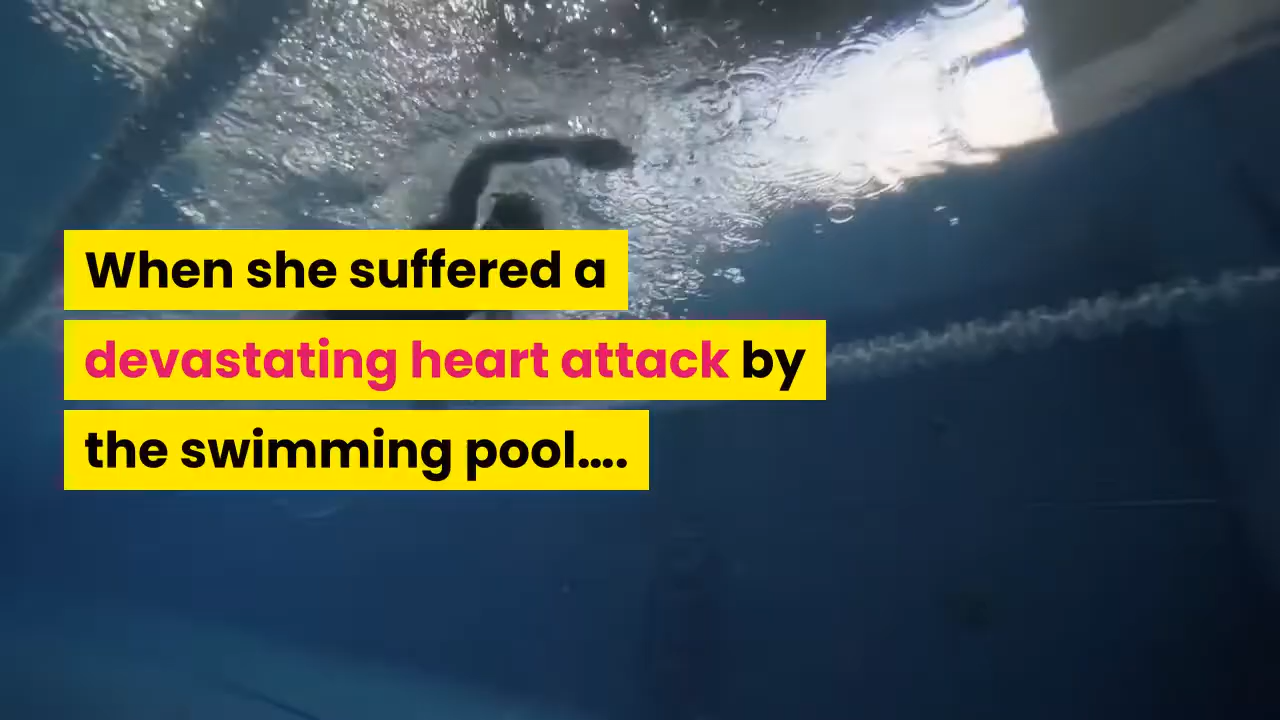 When she suffered a
devastating heart attack by
the swimming pool....